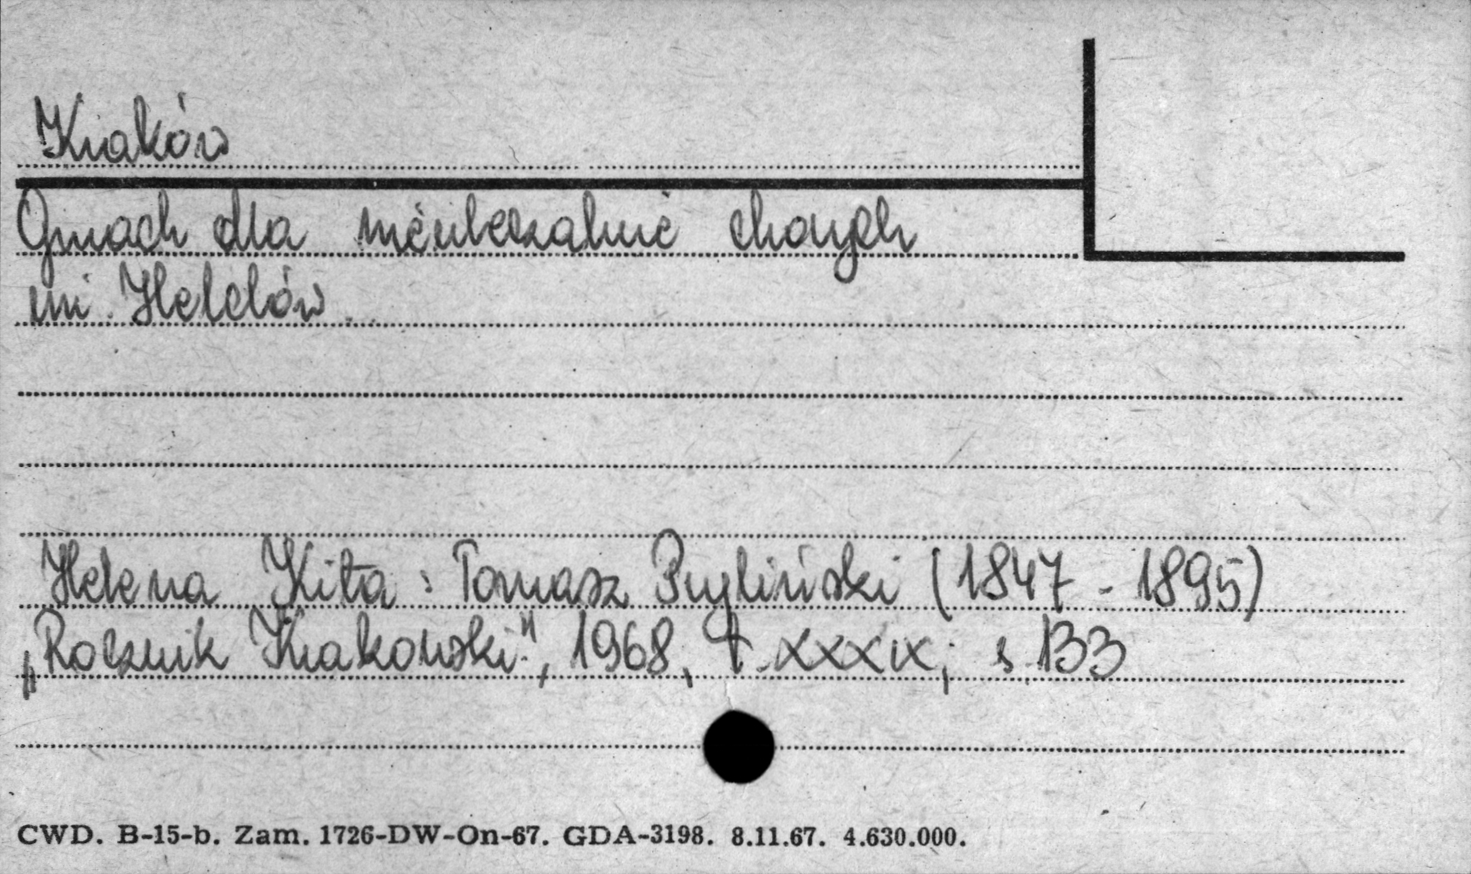 Kraków
Gmach dla nieuleczalnie chorych
im. Helclów
Helena Kita: Tomasz Pryliński (1847 - 1895)
„Rocznik Krakowski", 1968, t. XXXIX; s. 133
CWD. B-15-b. Zam. 1726-DW-On-67. GDA-3198. 8.11.67. 4.630.000.